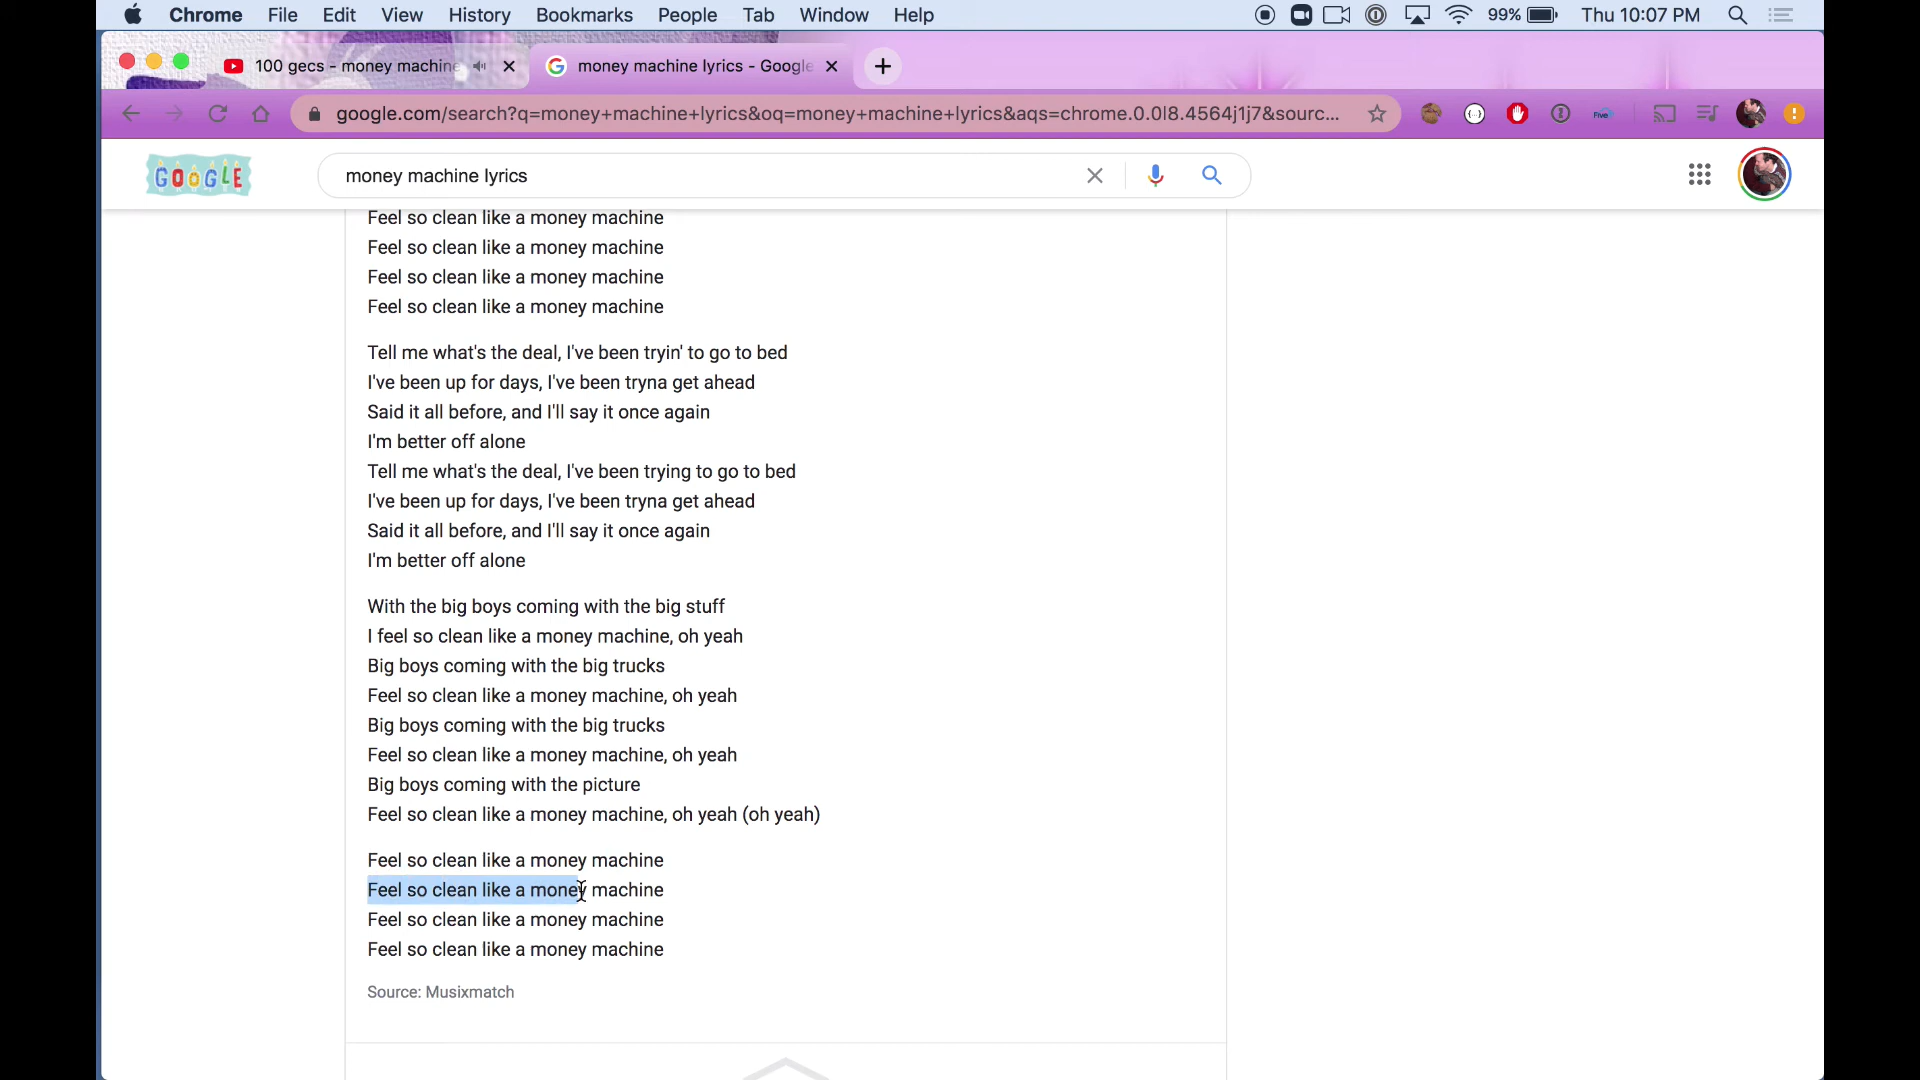 Chrome File Edit View History Bookmarks People Tab Window Help 99% Thu 10:07 PM
100 gecs - money machine
money machine lyrics - Google
google.com/search?q=money+machine+lyrics&oq=money+machine+lyrics&aqs=chrome.0.0l8.4564j1j7&sourc...
Five
GOOGLE
money machine lyrics
Feel so clean like a money machine
Feel so clean like a money machine
Feel so clean like a money machine
Feel so clean like a money machine
Tell me what's the deal, I've been tryin' to go to bed
I've been up for days, I've been tryna get ahead
Said it all before, and I'll say it once again
I'm better off alone
Tell me what's the deal, I've been trying to go to bed
I've been up for days, I've been tryna get ahead
Said it all before, and I'll say it once again
I'm better off alone
With the big boys coming with the big stuff
I feel so clean like a money machine, oh yeah
Big boys coming with the big trucks
Feel so clean like a money machine, oh yeah
Big boys coming with the big trucks
Feel so clean like a money machine, oh yeah
Big boys coming with the picture
Feel so clean like a money machine, oh yeah (oh yeah)
Feel so clean like a money machine
Feel so clean like a money machine
Feel so clean like a money machine
Feel so clean like a money machine
Source: Musixmatch